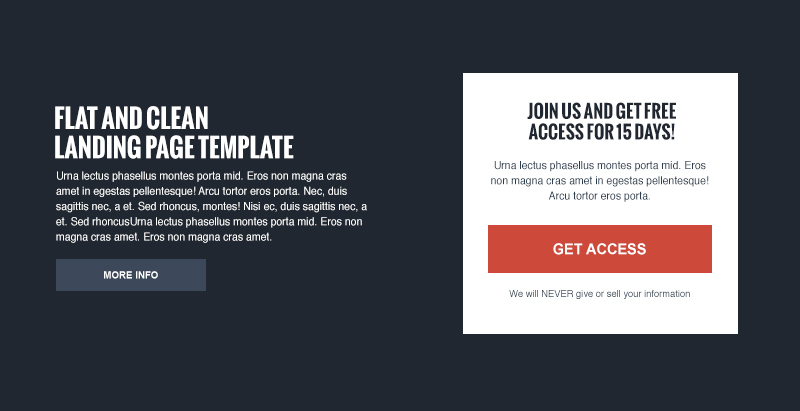 FLAT AND CLEAN
LANDING PAGE TEMPLATE
Urna lectus phasellus montes porta mid. Eros non magna cras
amet in egestas pellentesque! Arcu tortor eros porta. Nec, duis
sagittis nec, a et. Sed rhoncus, montes! Nisi ec, duis sagittis nec, a
et. Sed rhoncusUrna lectus phasellus montes porta mid. Eros non
magna cras amet. Eros non magna cras amet.
MORE INFO
JOIN US AND GET FREE
ACCESS FOR 15 DAYS!
Urna lectus phasellus montes porta mid. Eros
non magna cras amet in egestas pellentesque!
Arcu tortor eros porta.
GET ACCESS
We will NEVER give or sell your information